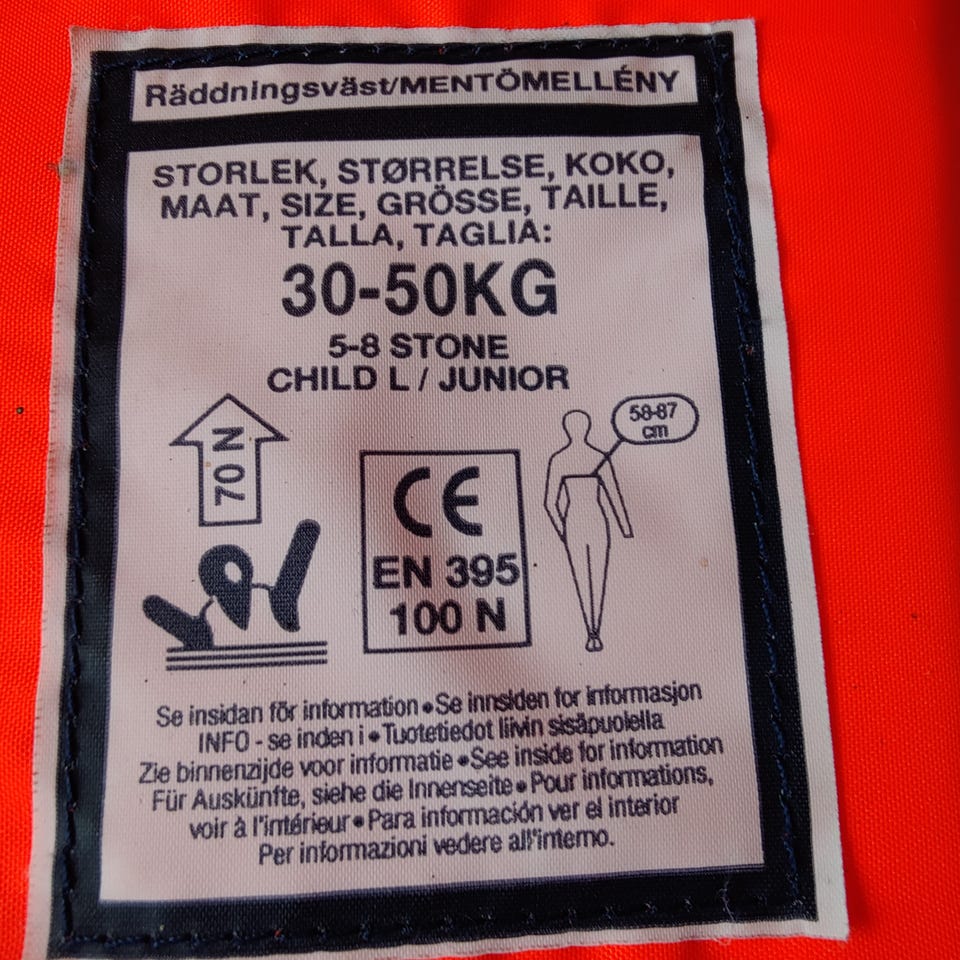 Räddningsväst/MENTÖMELLÉNY
STORLEK, STØRRELSE, KOKO,
MAAT, SIZE, GRÖSSE, TAILLE,
TALLA, TAGLIA:
30-50KG
5-8 STONE
CHILD L / JUNIOR
70 N
58-87
cm
CE
EN 395
100 N
Se insidan för information • Se innsiden for informasjon
INFO - se inden i • Tuotetiedot liivin sisäpuolella
Zie binnenzijde voor informatie • See inside for information
Für Auskünfte, siehe die Innenseite • Pour informations,
voir à l'intérieur • Para información ver el interior
Per informazioni vedere all'interno.